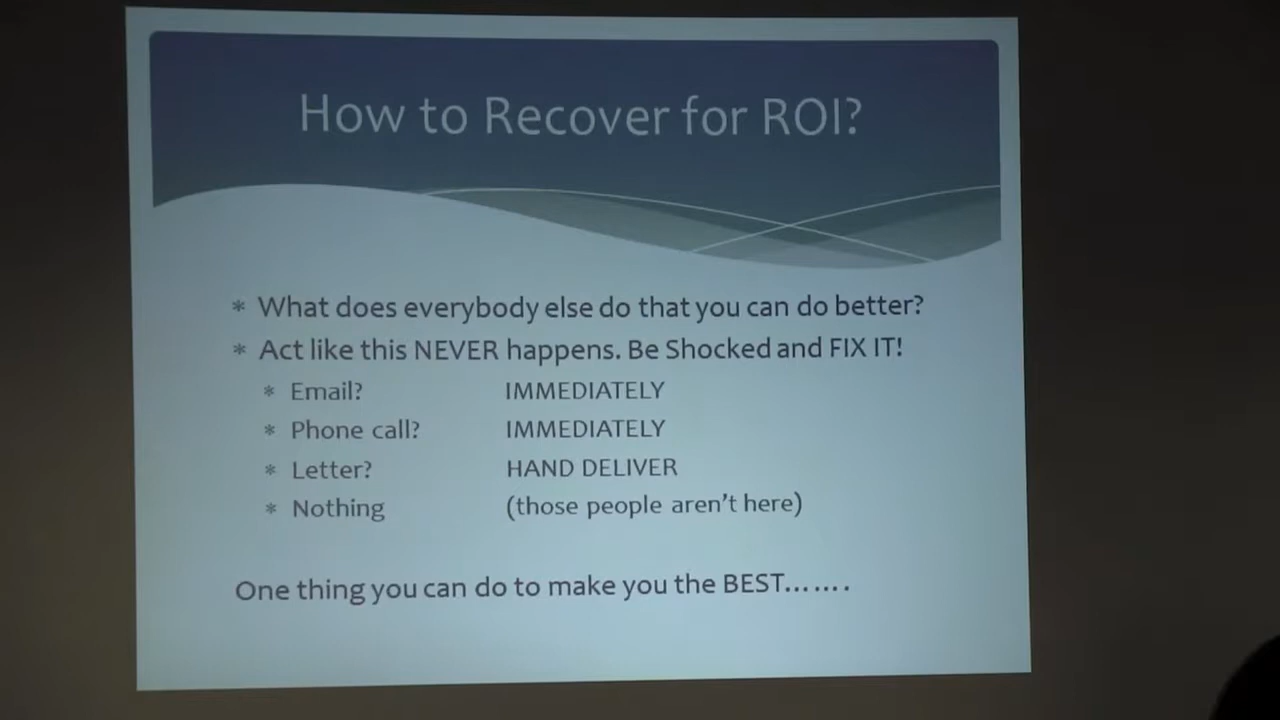 How to Recover for ROI?
* What does everybody else do that you can do better?
* Act like this NEVER happens. Be Shocked and FIX IT!
* Email? IMMEDIATELY
* Phone call? IMMEDIATELY
* Letter? HAND DELIVER
* Nothing (those people aren't here)
One thing you can do to make you the BEST…….